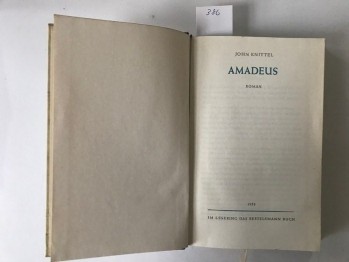 386
JOHN KNITTEL
AMADEUS
ROMAN
IM LESERING DAS BERTELSMANN BUCH